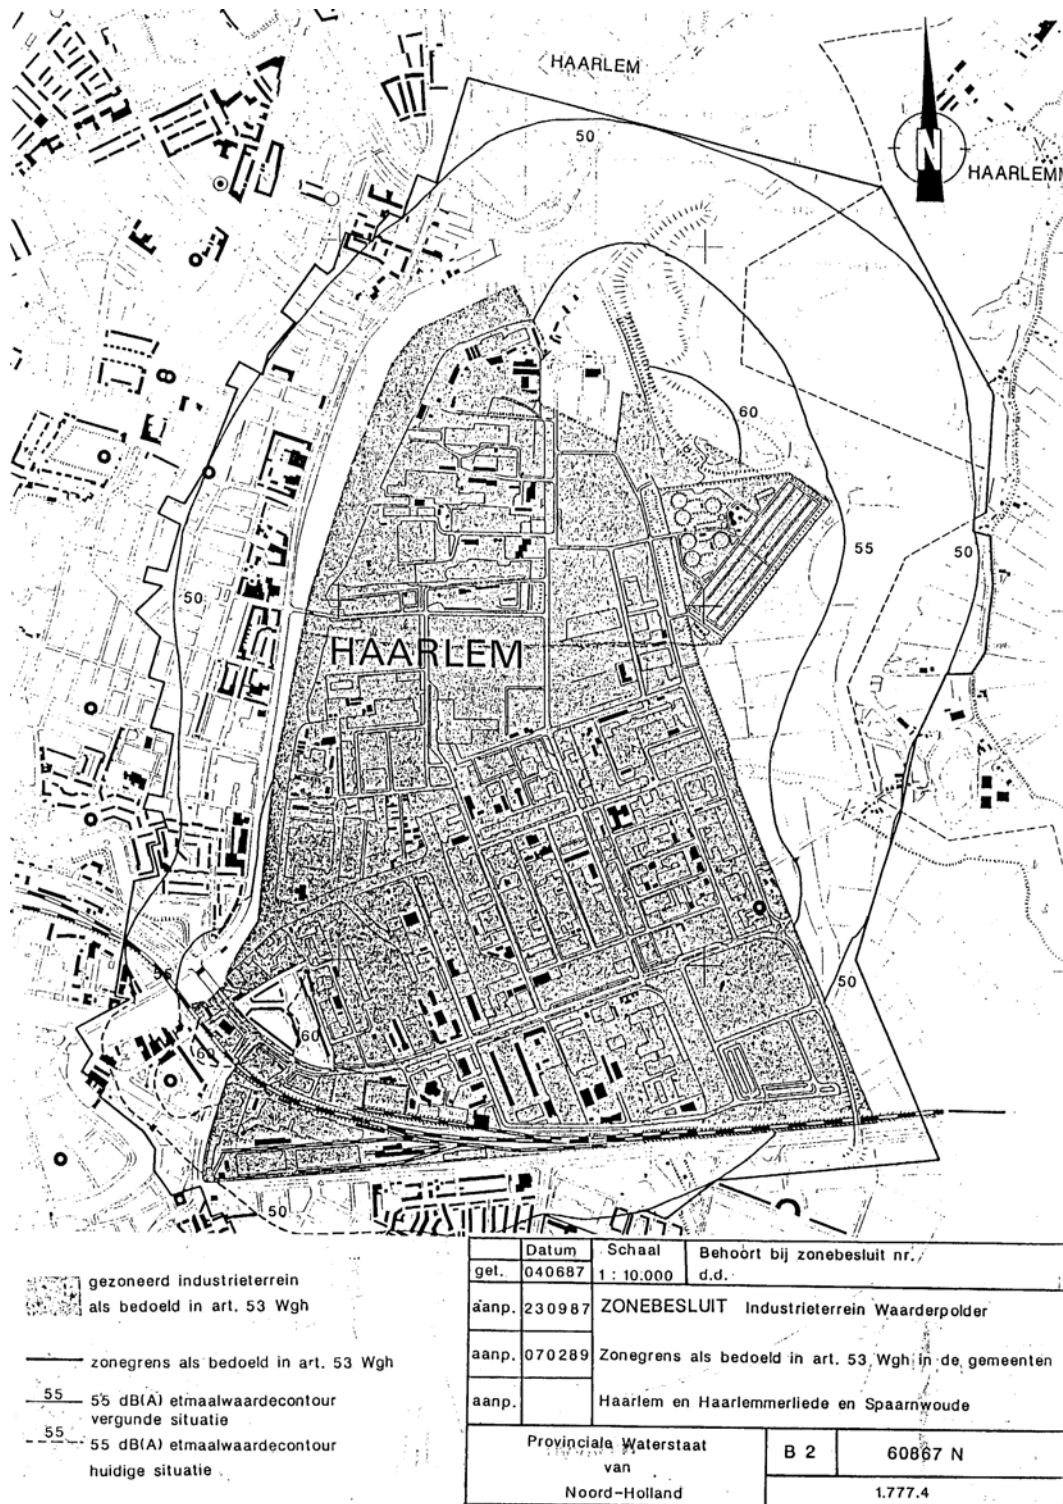 HAARLEM
50
N
HAARLEMM
60
55
50
50
HAARLEM
50
55
60
60
50
gezoneerd industrieterrein
als bedoeld in art. 53 Wgh
zonegrens als bedoeld in art. 53 Wgh
55
55 dB(A) etmaalwaardecontour
vergunde situatie
55
55 dB(A) etmaalwaardecontour
huidige situatie
Datum Schaal Behoort bij zonebesluit nr.
get. 040687 1 : 10.000 d.d.
aanp. 230987 ZONEBESLUIT Industrieterrein Waarderpolder
aanp. 070289 Zonegrens als bedoeld in art. 53 Wgh in de gemeenten
aanp. Haarlem en Haarlemmerliede en Spaarnwoude
Provinciale Waterstaat
van
Noord-Holland
B 2 60867 N
1.777.4